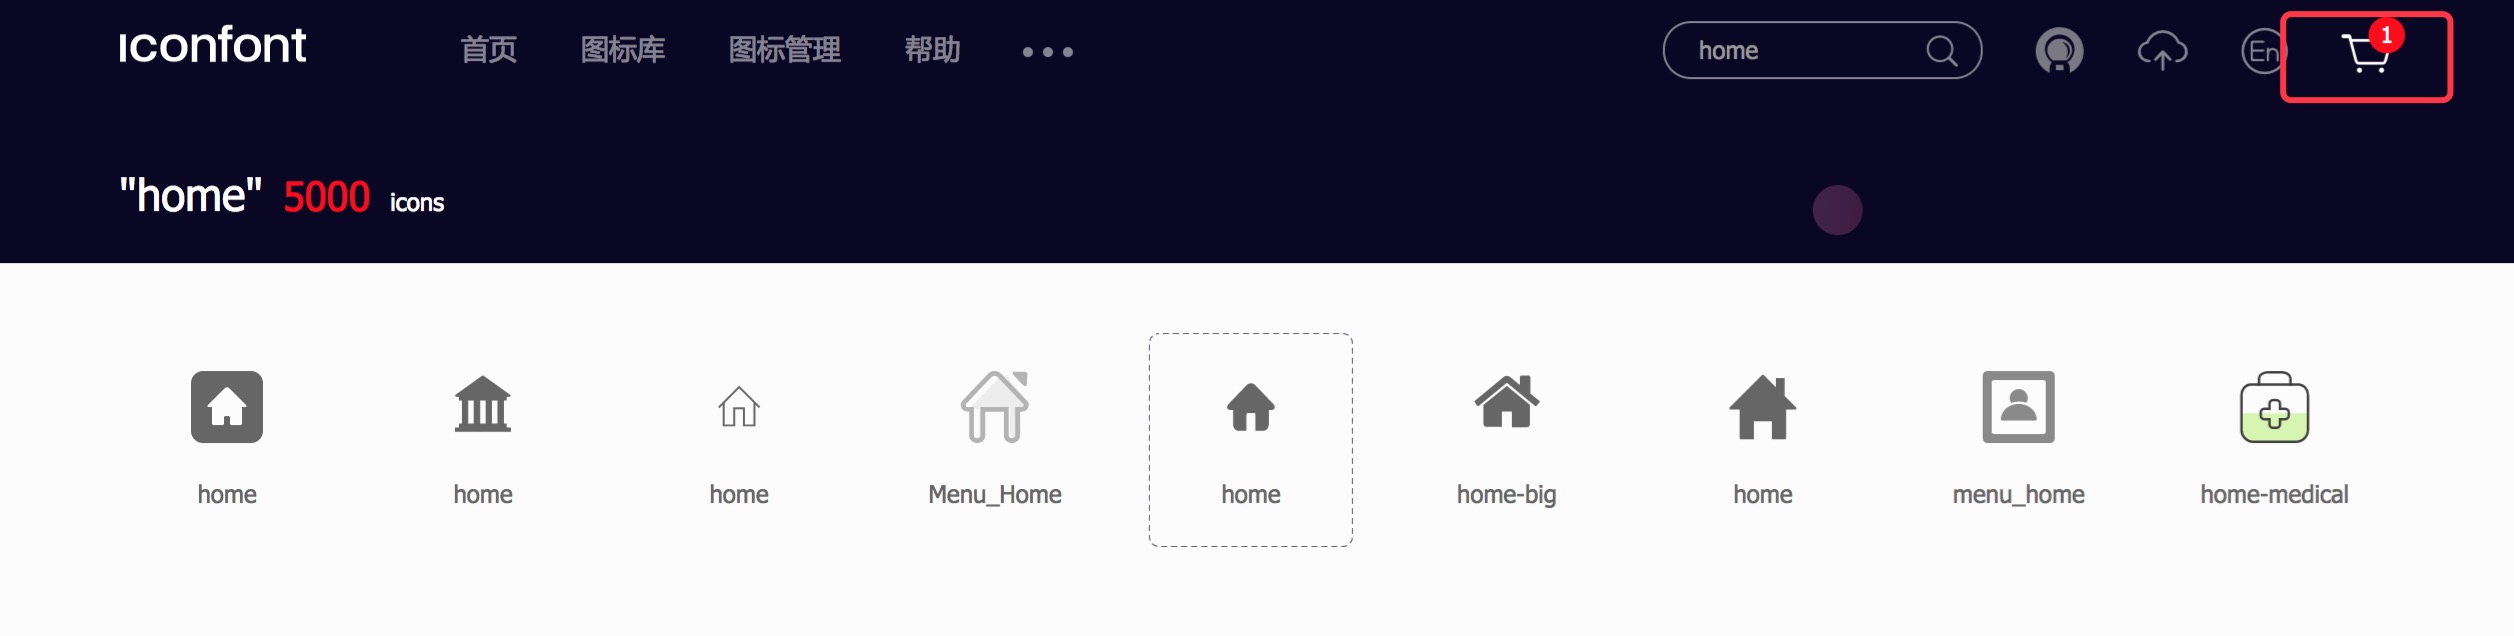 iconfont 首页 图标库 图标管理 帮助 home En 1
"home" 5000 icons
home home home Menu_Home home home-big home menu_home home-medical